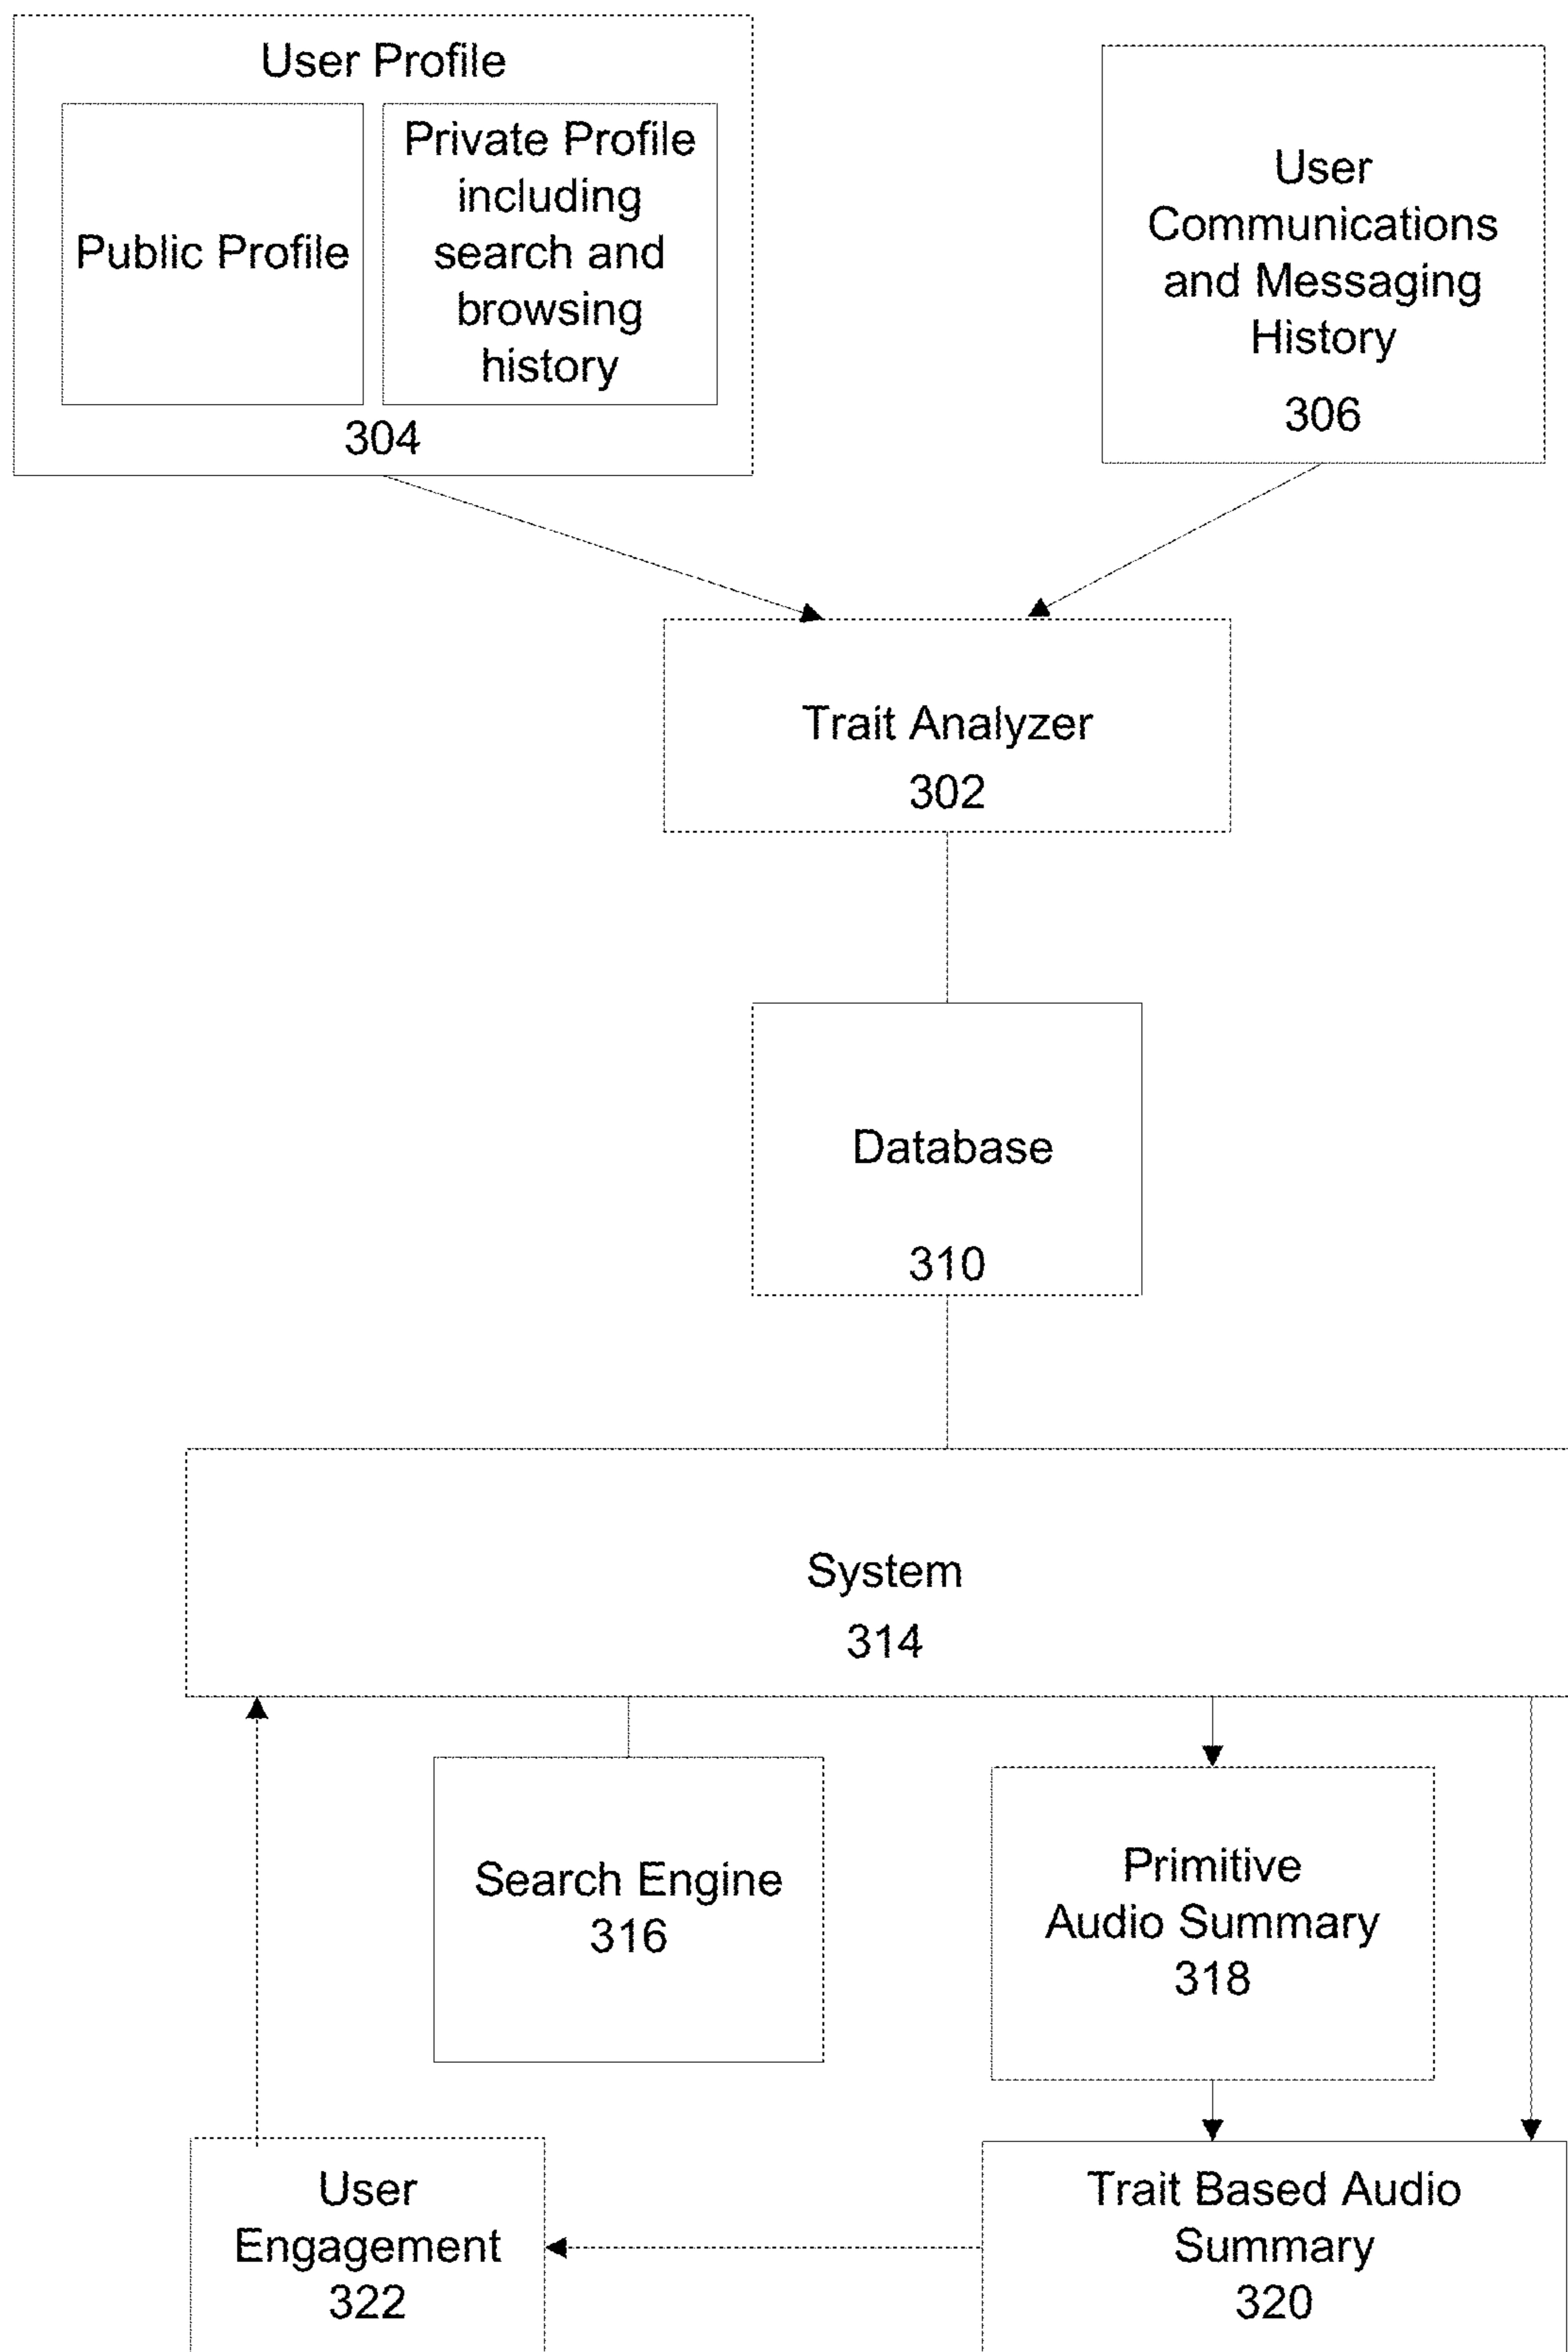 User Profile
Public Profile
Private Profile
including
search and
browsing
history
304
User
Communications
and Messaging
History
306
Trait Analyzer
302
Database
310
System
314
Search Engine
316
Primitive
Audio Summary
318
User
Engagement
322
Trait Based Audio
Summary
320